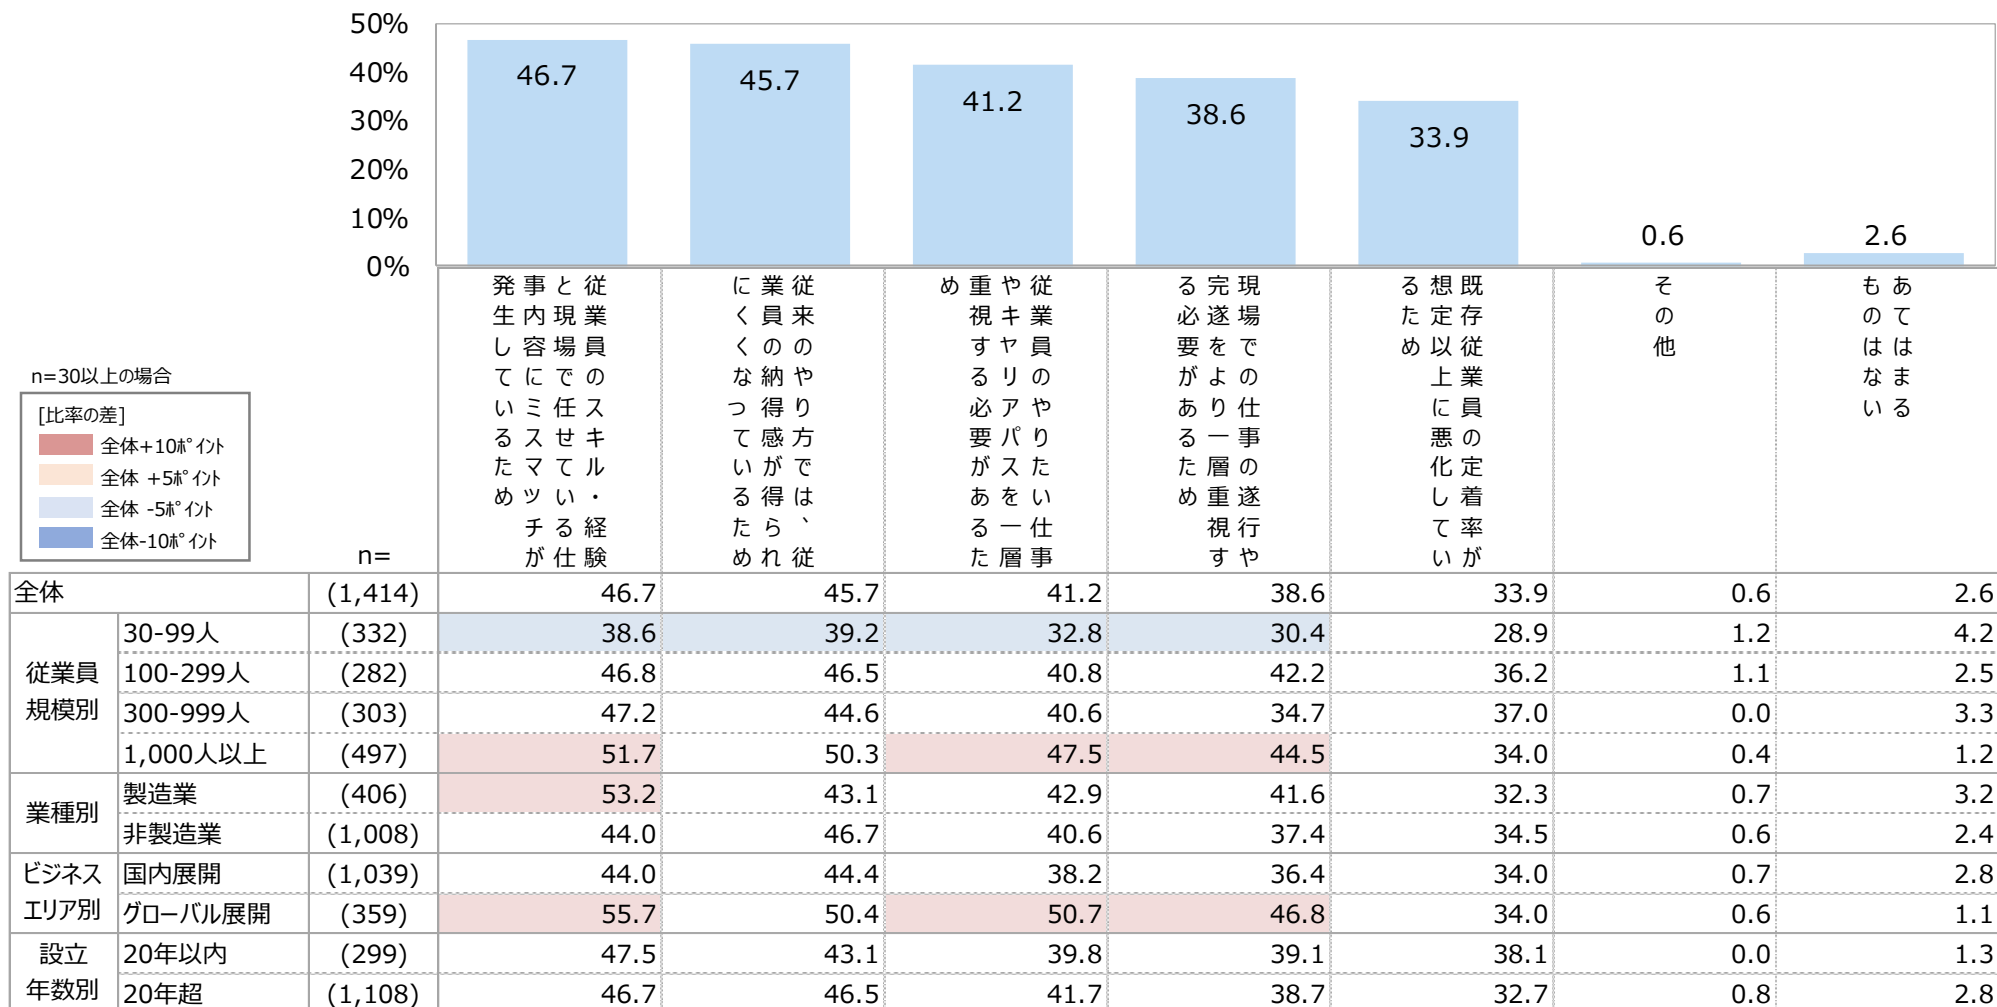 50%
40%
30%
20%
10%
0%
46.7
45.7
41.2
38.6
33.9
0.6
2.6
従業員のスキル・経験
と現場で任せている仕
事内容にミスマッチが
発生しているため
従来のやり方では、従
業員の納得感が得られ
にくくなっているため
従業員のやりたい仕事
やキャリアパスを一層
重視する必要があるた
め
現場での仕事の遂行や
完遂をより一層重視す
る必要があるため
既存従業員の定着率が
想定以上に悪化してい
るため
その他
あてはまる
ものはない
n=30以上の場合
[比率の差]
全体+10ﾎﾟｲﾝﾄ
全体 +5ﾎﾟｲﾝﾄ
全体 -5ﾎﾟｲﾝﾄ
全体-10ﾎﾟｲﾝﾄ
n=
全体 (1,414) 46.7 45.7 41.2 38.6 33.9 0.6 2.6
従業員
規模別
30-99人 (332) 38.6 39.2 32.8 30.4 28.9 1.2 4.2
100-299人 (282) 46.8 46.5 40.8 42.2 36.2 1.1 2.5
300-999人 (303) 47.2 44.6 40.6 34.7 37.0 0.0 3.3
1,000人以上 (497) 51.7 50.3 47.5 44.5 34.0 0.4 1.2
業種別
製造業 (406) 53.2 43.1 42.9 41.6 32.3 0.7 3.2
非製造業 (1,008) 44.0 46.7 40.6 37.4 34.5 0.6 2.4
ビジネス
エリア別
国内展開 (1,039) 44.0 44.4 38.2 36.4 34.0 0.7 2.8
グローバル展開 (359) 55.7 50.4 50.7 46.8 34.0 0.6 1.1
設立
年数別
20年以内 (299) 47.5 43.1 39.8 39.1 38.1 0.0 1.3
20年超 (1,108) 46.7 46.5 41.7 38.7 32.7 0.8 2.8